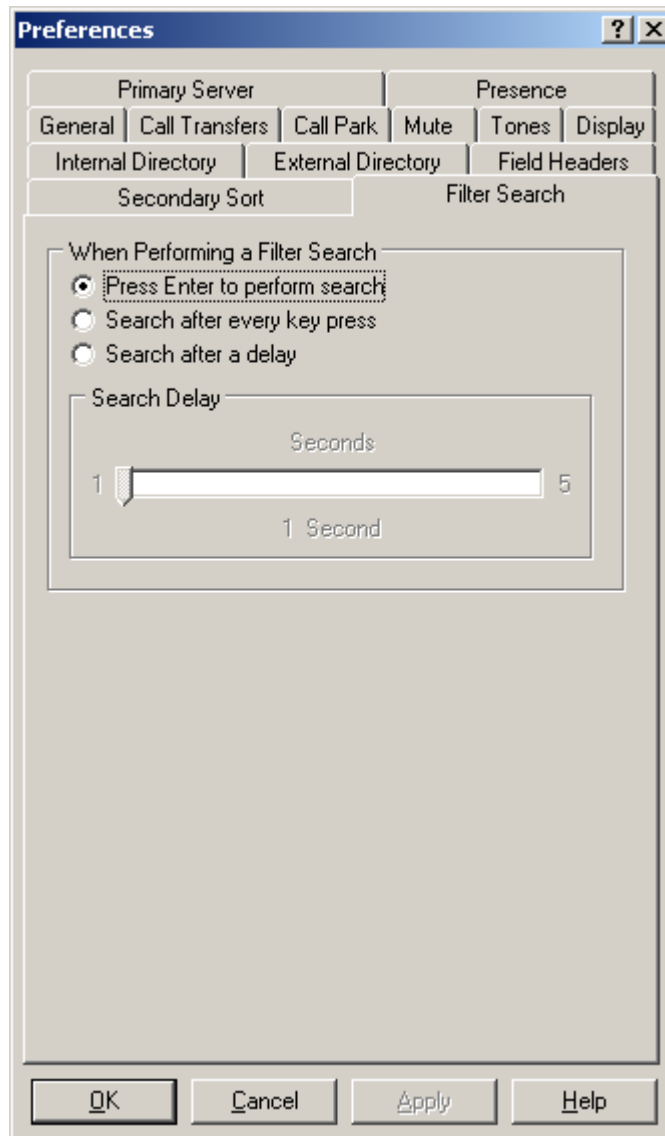 Preferences
Primary Server Presence
General Call Transfers Call Park Mute Tones Display
Internal Directory External Directory Field Headers
Secondary Sort Filter Search
When Performing a Filter Search
Press Enter to perform search
Search after every key press
Search after a delay
Search Delay
Seconds
1 5
1 Second
OK Cancel Apply Help